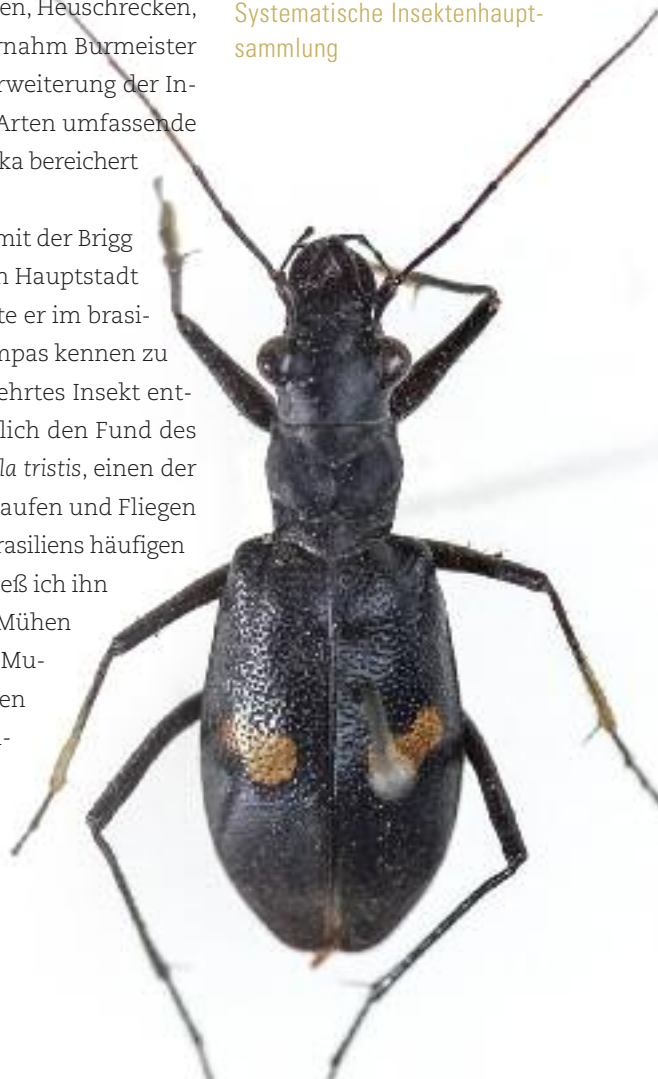 en, Heuschrecken,
rnahm Burmeister
rweiterung der In-
Arten umfassende
ka bereichert
mit der Brigg
n Hauptstadt
te er im brasi-
mpas kennen zu
ehrtes Insekt ent-
lich den Fund des
la tristis, einen der
aufen und Fliegen
rasiliens häufigen
eß ich ihn
Mühen
Mu-
en
-
Systematische Insektenhaupt-
sammlung